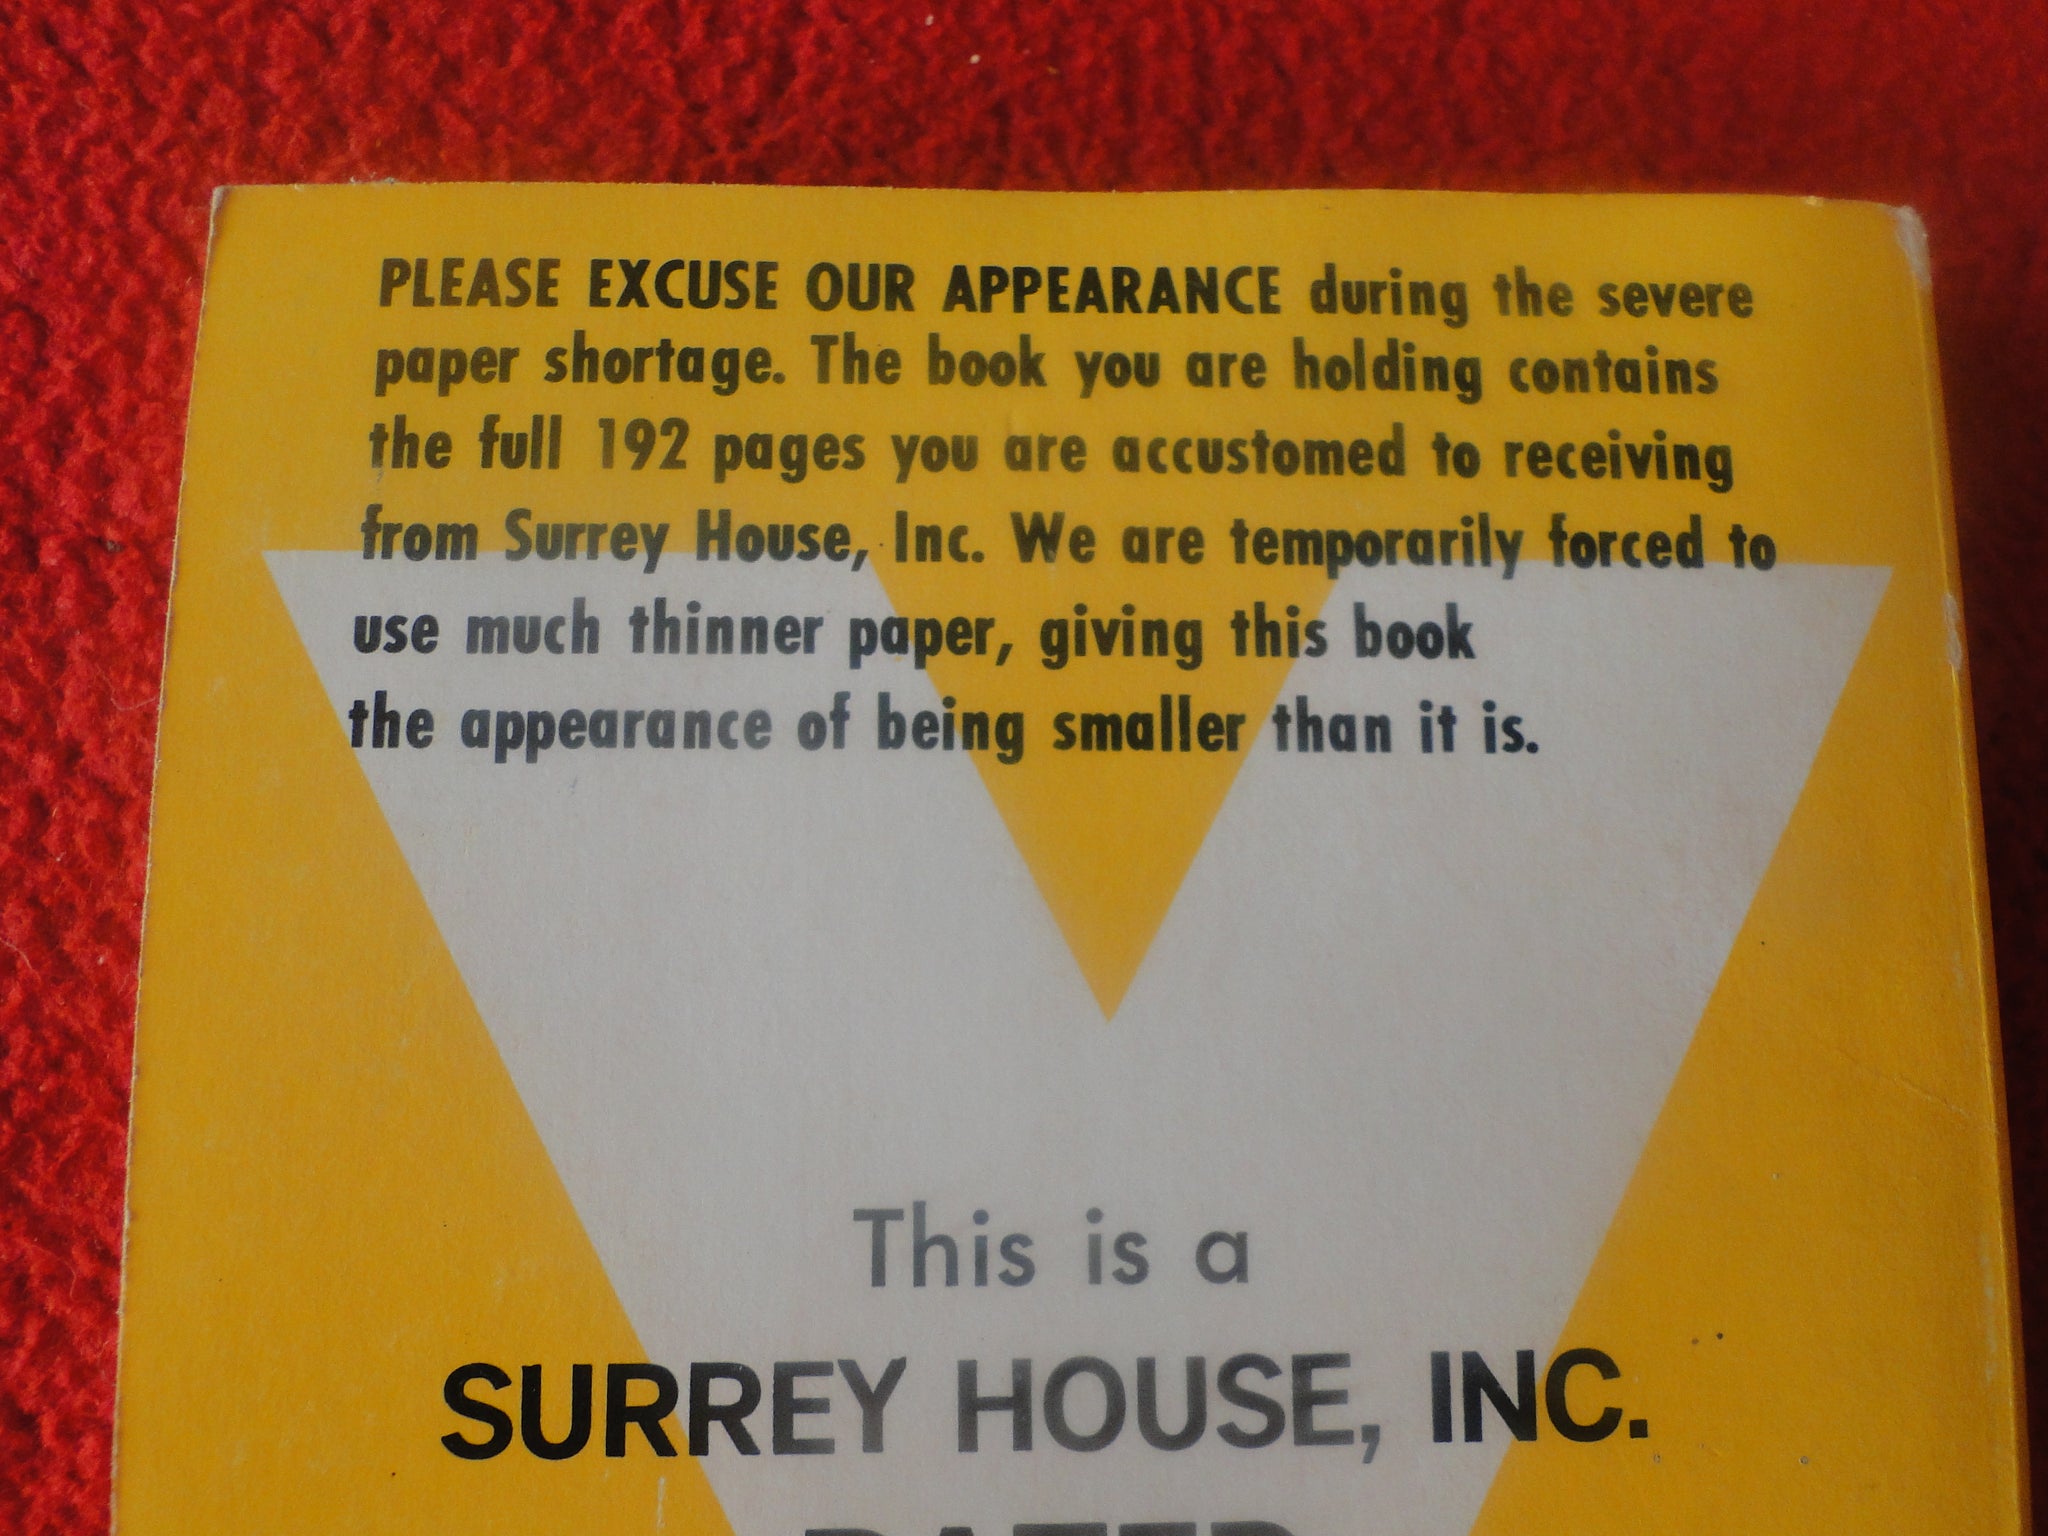 PLEASE EXCUSE OUR APPEARANCE during the severe
paper shortage. The book you are holding contains
the full 192 pages you are accustomed to receiving
from Surrey House, Inc. We are temporarily forced to
use much thinner paper, giving this book
the appearance of being smaller than it is.
This is a
SURREY HOUSE, INC.